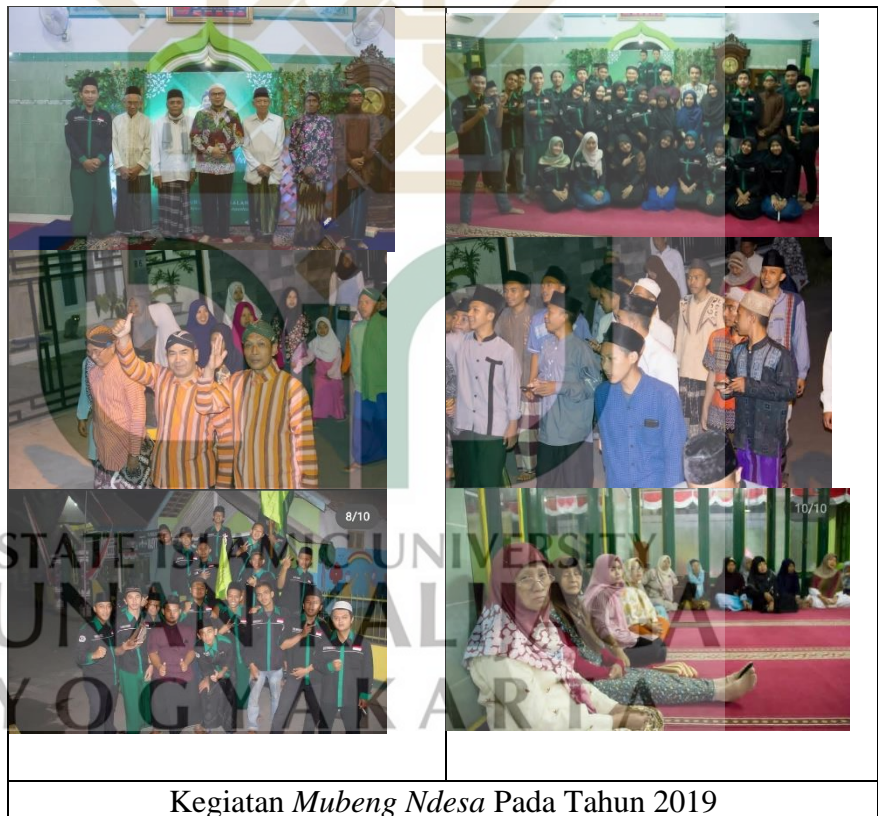 8/10
10/10
STATE ISLAMIC UNIVERSITY
SUNAN KALIJAGA
YOGYAKARTA
Kegiatan Mubeng Ndesa Pada Tahun 2019